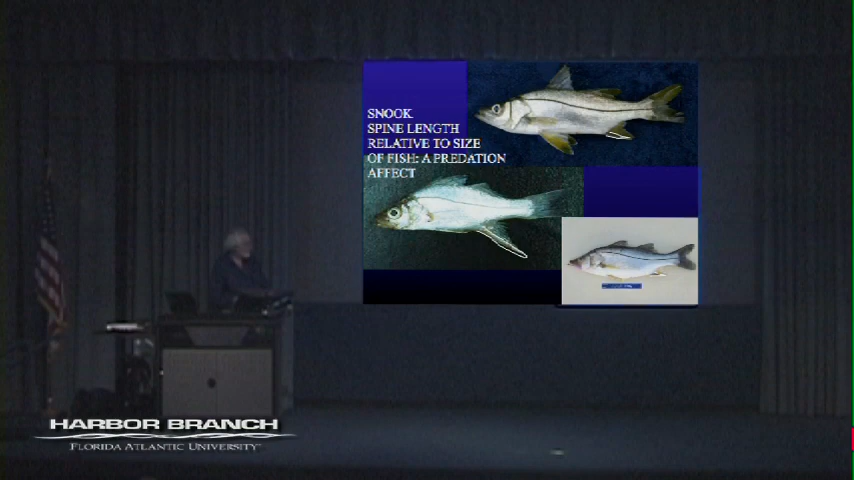 SNOOK
SPINE LENGTH
RELATIVE TO SIZE
OF FISH: A PREDATION
AFFECT
HARBOR BRANCH
FLORIDA ATLANTIC UNIVERSITY